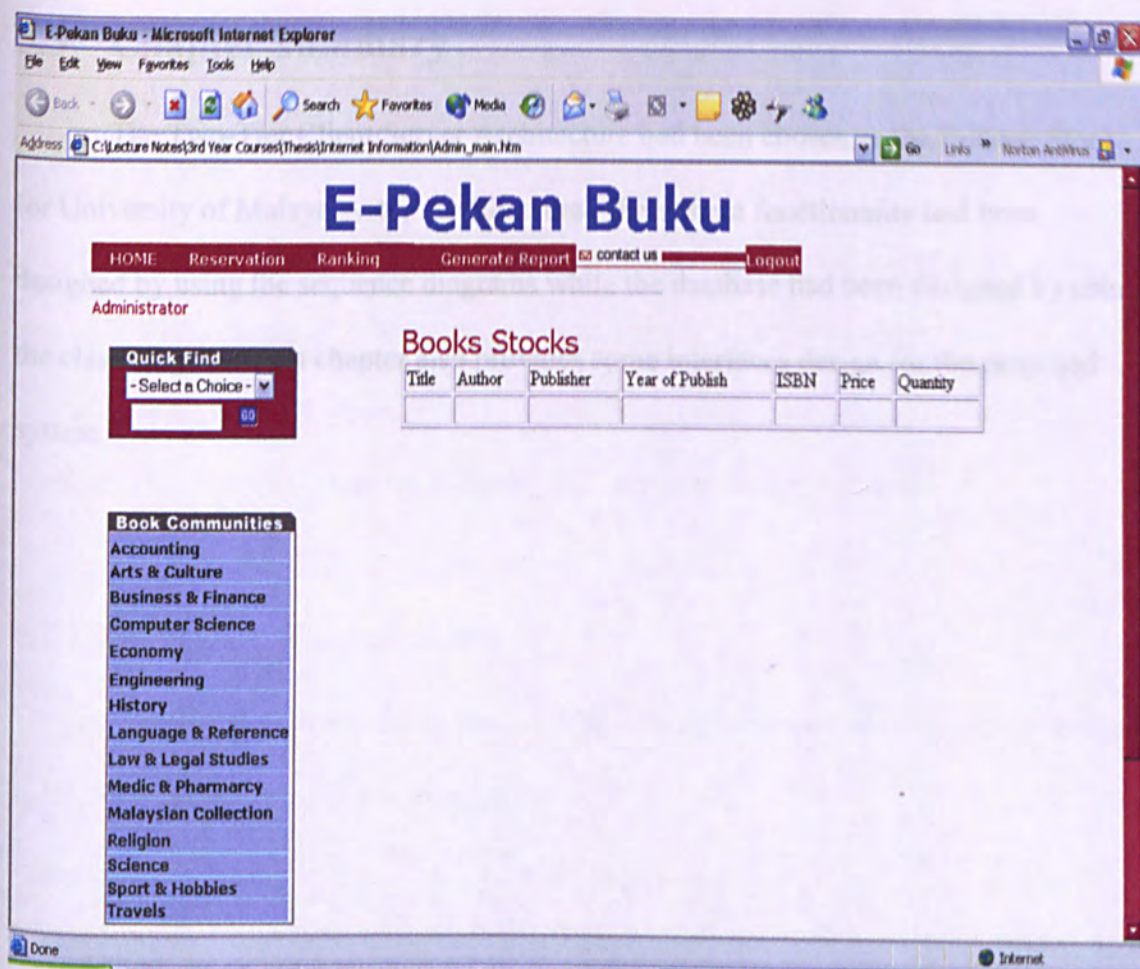 E-Pekan Buku - Microsoft Internet Explorer
File Edit View Favorites Tools Help
Back Search Favorites Media
Address C:\Lecture Notes\3rd Year Courses\Thesis\Internet Information\Admin_main.htm Go Links » Norton AntiVirus
E-Pekan Buku
HOME Reservation Ranking Generate Report contact us Logout
Administrator
Books Stocks
Quick Find
- Select a Choice -
GO
Title Author Publisher Year of Publish ISBN Price Quantity
Book Communities
Accounting
Arts & Culture
Business & Finance
Computer Science
Economy
Engineering
History
Language & Reference
Law & Legal Studies
Medic & Pharmarcy
Malaysian Collection
Religion
Science
Sport & Hobbies
Travels
Done Internet